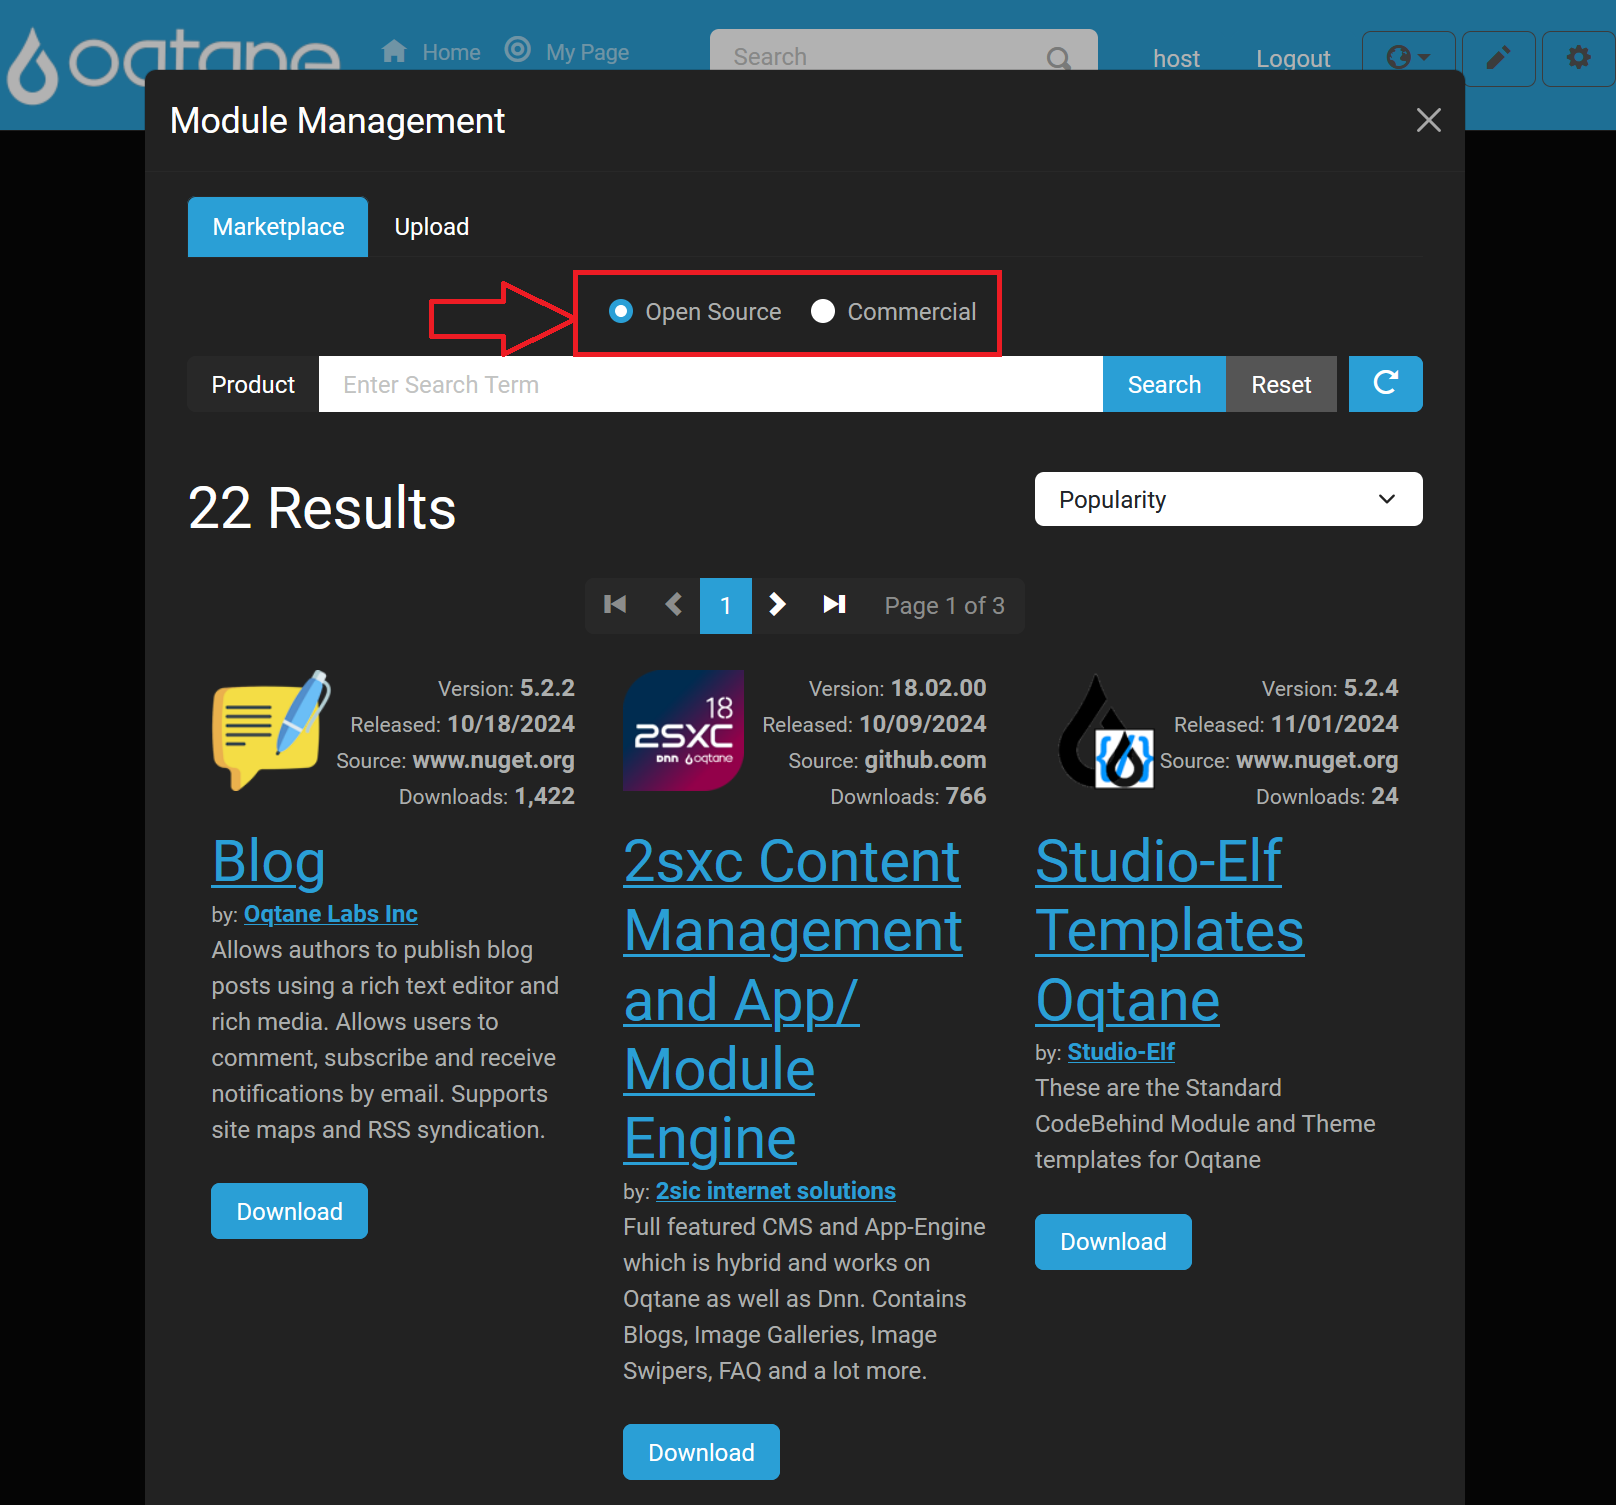 oqtane
Home
My Page
Search
host
Logout
Module Management
Marketplace
Upload
Open Source
Commercial
Product
Enter Search Term
Search
Reset
22 Results
Popularity
1
Page 1 of 3
Version: 5.2.2
Released: 10/18/2024
Source: www.nuget.org
Downloads: 1,422
Blog
by: Oqtane Labs Inc
Allows authors to publish blog
posts using a rich text editor and
rich media. Allows users to
comment, subscribe and receive
notifications by email. Supports
site maps and RSS syndication.
Download
18
2SXC
DNN oqtane
Version: 18.02.00
Released: 10/09/2024
Source: github.com
Downloads: 766
2sxc Content
Management
and App/
Module
Engine
by: 2sic internet solutions
Full featured CMS and App-Engine
which is hybrid and works on
Oqtane as well as Dnn. Contains
Blogs, Image Galleries, Image
Swipers, FAQ and a lot more.
Download
Version: 5.2.4
Released: 11/01/2024
Source: www.nuget.org
Downloads: 24
Studio-Elf
Templates
Oqtane
by: Studio-Elf
These are the Standard
CodeBehind Module and Theme
templates for Oqtane
Download